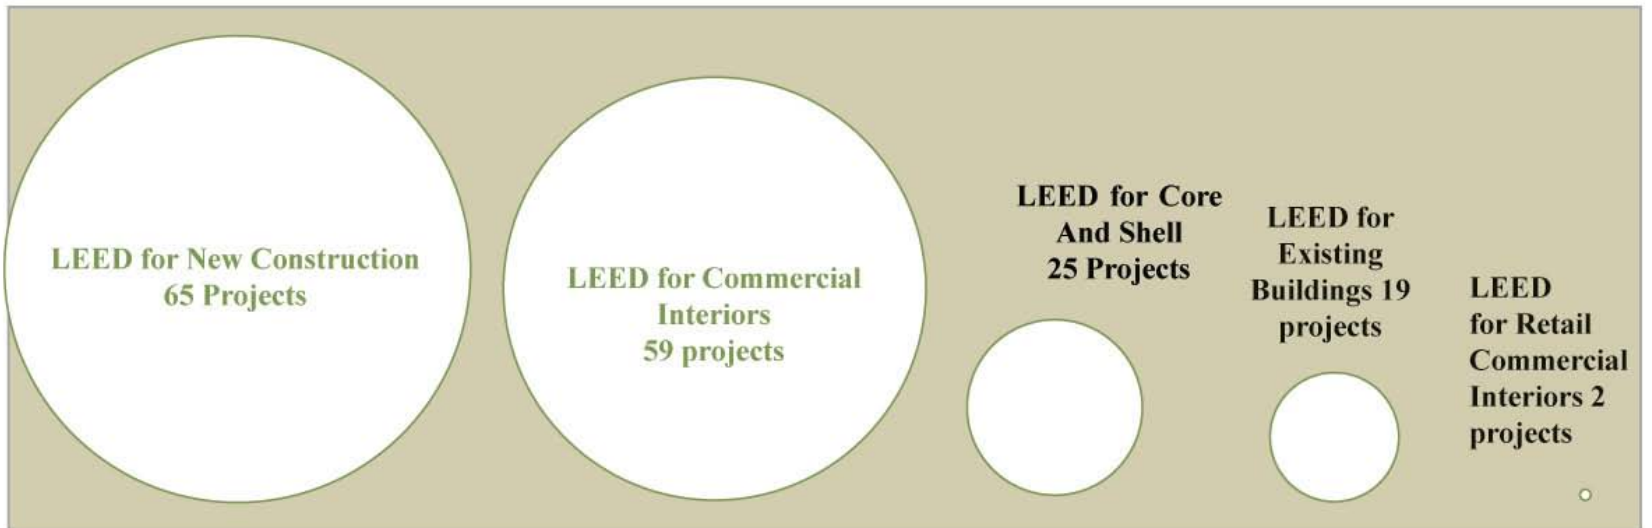 LEED for New Construction
65 Projects
LEED for Commercial
Interiors
59 projects
LEED for Core
And Shell
25 Projects
LEED for
Existing
Buildings 19
projects
LEED
for Retail
Commercial
Interiors 2
projects